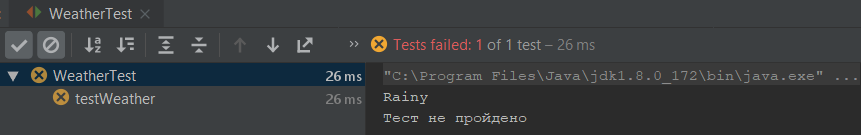 WeatherTest
Tests failed: 1 of 1 test – 26 ms
WeatherTest 26 ms
testWeather 26 ms
"C:\Program Files\Java\jdk1.8.0_172\bin\java.exe" ...
Rainy
Тест не пройдено